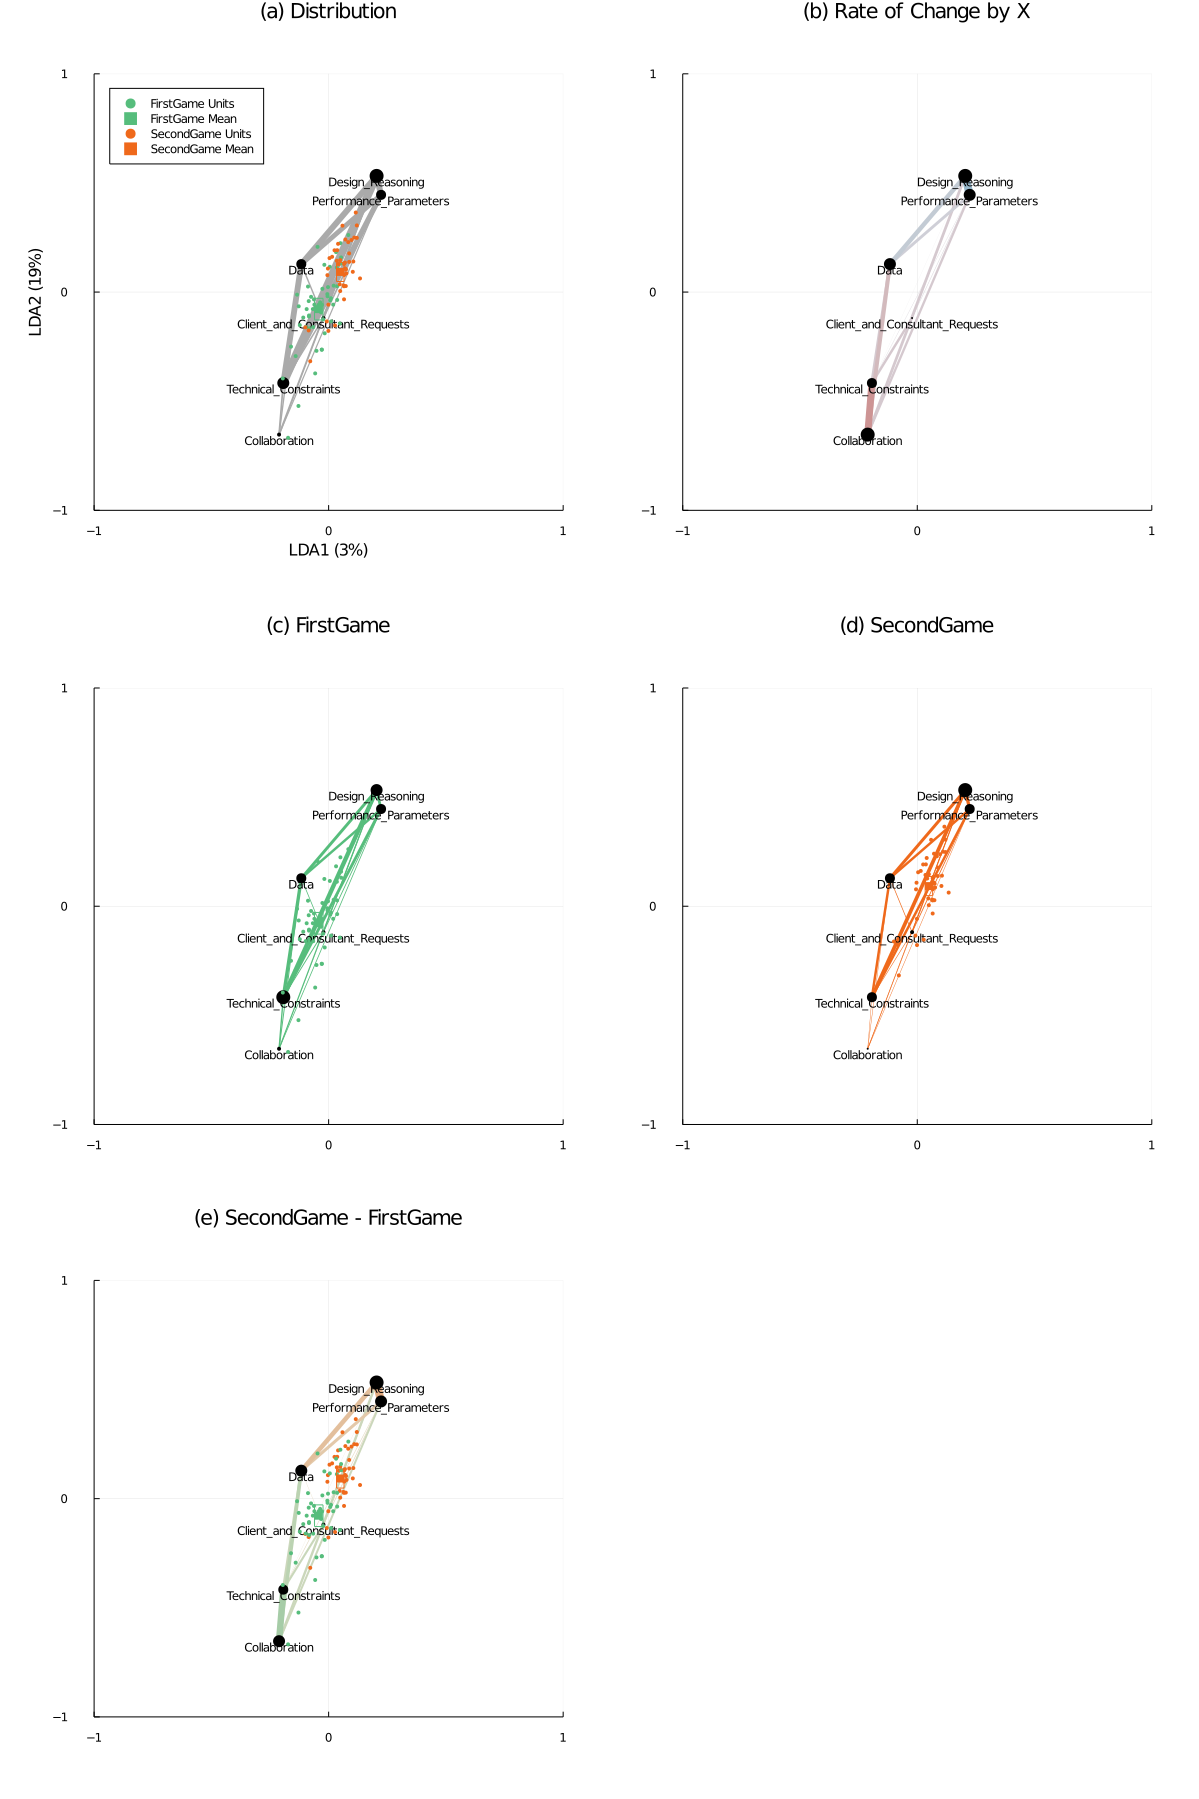 (a) Distribution
1
FirstGame Units
FirstGame Mean
SecondGame Units
SecondGame Mean
Design_Reasoning
Performance_Parameters
LDA2 (19%)
Data
0
Client_and_Consultant_Requests
Technical_Constraints
Collaboration
−1
−1 0 1
LDA1 (3%)
(b) Rate of Change by X
1
Design_Reasoning
Performance_Parameters
Data
0
Client_and_Consultant_Requests
Technical_Constraints
Collaboration
−1
−1 0 1
(c) FirstGame
1
Design_Reasoning
Performance_Parameters
Data
0
Client_and_Consultant_Requests
Technical_Constraints
Collaboration
−1
−1 0 1
(d) SecondGame
1
Design_Reasoning
Performance_Parameters
Data
0
Client_and_Consultant_Requests
Technical_Constraints
Collaboration
−1
−1 0 1
(e) SecondGame - FirstGame
1
Design_Reasoning
Performance_Parameters
Data
0
Client_and_Consultant_Requests
Technical_Constraints
Collaboration
−1
−1 0 1